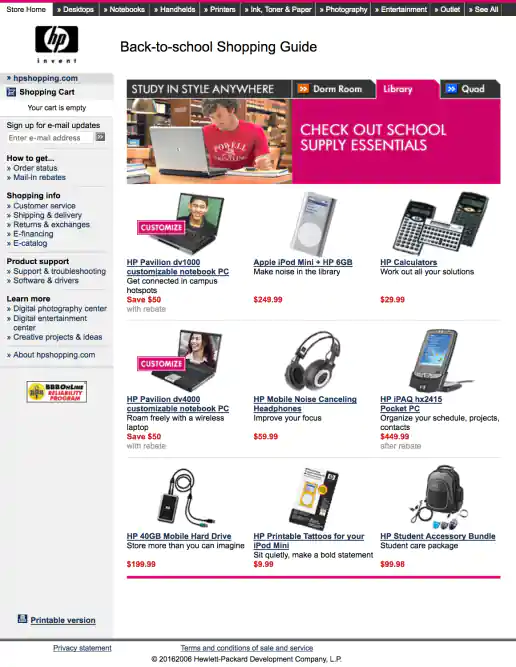 Store Home
» Desktops
» Notebooks
» Handhelds
» Printers
» Ink, Toner & Paper
» Photography
» Entertainment
» Outlet
» See All
hp
invent
Back-to-school Shopping Guide
» hpshopping.com
Shopping Cart
Your cart is empty
Sign up for e-mail updates
Enter e-mail address
»
How to get...
» Order status
» Mail-in rebates
Shopping info
» Customer service
» Shipping & delivery
» Returns & exchanges
» E-financing
» E-catalog
Product support
» Support & troubleshooting
» Software & drivers
Learn more
» Digital photography center
» Digital entertainment
center
» Creative projects & ideas
» About hpshopping.com
BBBONLINE
RELIABILITY
PROGRAM
STUDY IN STYLE ANYWHERE
» Dorm Room
Library
» Quad
POWELL
WRESTLING
CHECK OUT SCHOOL
SUPPLY ESSENTIALS
CUSTOMIZE
HP Pavilion dv1000
customizable notebook PC
Get connected in campus
hotspots
Save $50
with rebate
Apple iPod Mini + HP 6GB
Make noise in the library
$249.99
HP Calculators
Work out all your solutions
$29.99
CUSTOMIZE
HP Pavilion dv4000
customizable notebook PC
Roam freely with a wireless
laptop
Save $50
with rebate
HP Mobile Noise Canceling
Headphones
Improve your focus
$59.99
HP iPAQ hx2415
Pocket PC
Organize your schedule, projects,
contacts
$449.99
after rebate
HP 40GB Mobile Hard Drive
Store more than you can imagine
$199.99
HP Printable Tattoos for your
iPod Mini
Sit quietly, make a bold statement
$9.99
HP Student Accessory Bundle
Student care package
$99.98
Printable version
Privacy statement
Terms and conditions of sale and service
© 20162006 Hewlett-Packard Development Company, L.P.